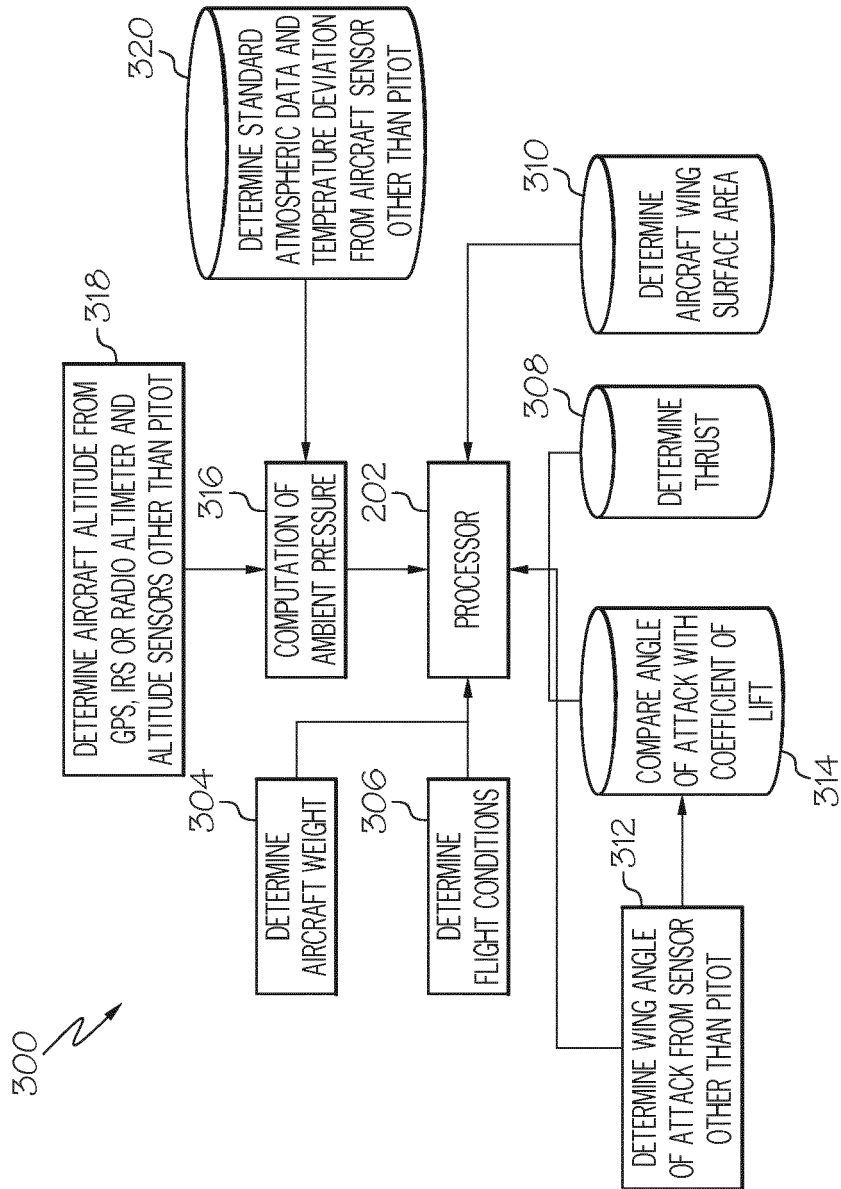 300
318
DETERMINE AIRCRAFT ALTITUDE FROM
GPS, IRS OR RADIO ALTIMETER AND
ALTITUDE SENSORS OTHER THAN PITOT
320
DETERMINE STANDARD
ATMOSPHERIC DATA AND
TEMPERATURE DEVIATION
FROM AIRCRAFT SENSOR
OTHER THAN PITOT
304
DETERMINE
AIRCRAFT WEIGHT
316
COMPUTATION OF
AMBIENT PRESSURE
306
DETERMINE
FLIGHT CONDITIONS
202
PROCESSOR
312
DETERMINE WING ANGLE
OF ATTACK FROM SENSOR
OTHER THAN PITOT
COMPARE ANGLE
OF ATTACK WITH
COEFFICIENT OF
LIFT
314
308
DETERMINE
THRUST
310
DETERMINE
AIRCRAFT WING
SURFACE AREA